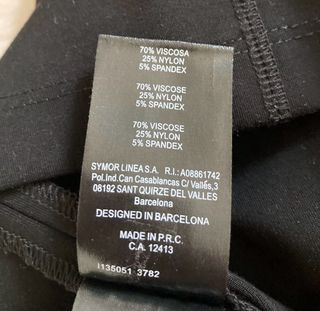 70% VISCOSA
25% NYLON
5% SPANDEX
70% VISCOSE
25% NYLON
5% SPANDEX
70% VISCOSE
25% NYLON
5% SPANDEX
SYMOR LINEA S.A. R.I.: A08861742
Pol.Ind.Can Casablancas C/ Vallés,3
08192 SANT QUIRZE DEL VALLES
Barcelona
DESIGNED IN BARCELONA
MADE IN P.R.C.
C.A. 12413
I135051 3782